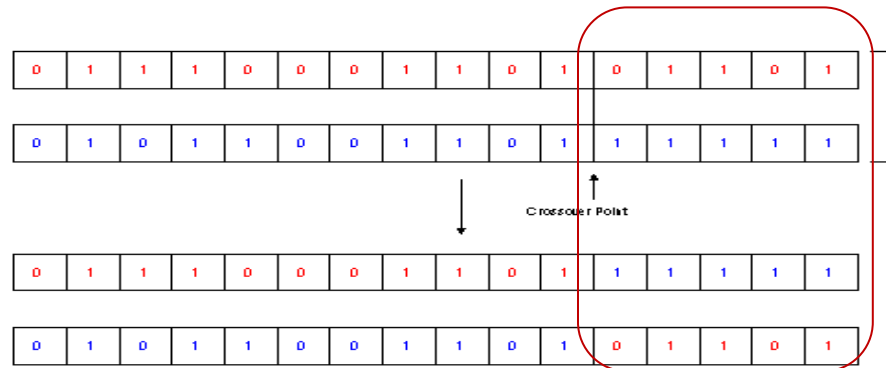 0 1 1 1 0 0 0 1 1 0 1 0 1 1 0 1
0 1 0 1 1 0 0 1 1 0 1 1 1 1 1 1
Crossover Point
0 1 1 1 0 0 0 1 1 0 1 1 1 1 1 1
0 1 0 1 1 0 0 1 1 0 1 0 1 1 0 1